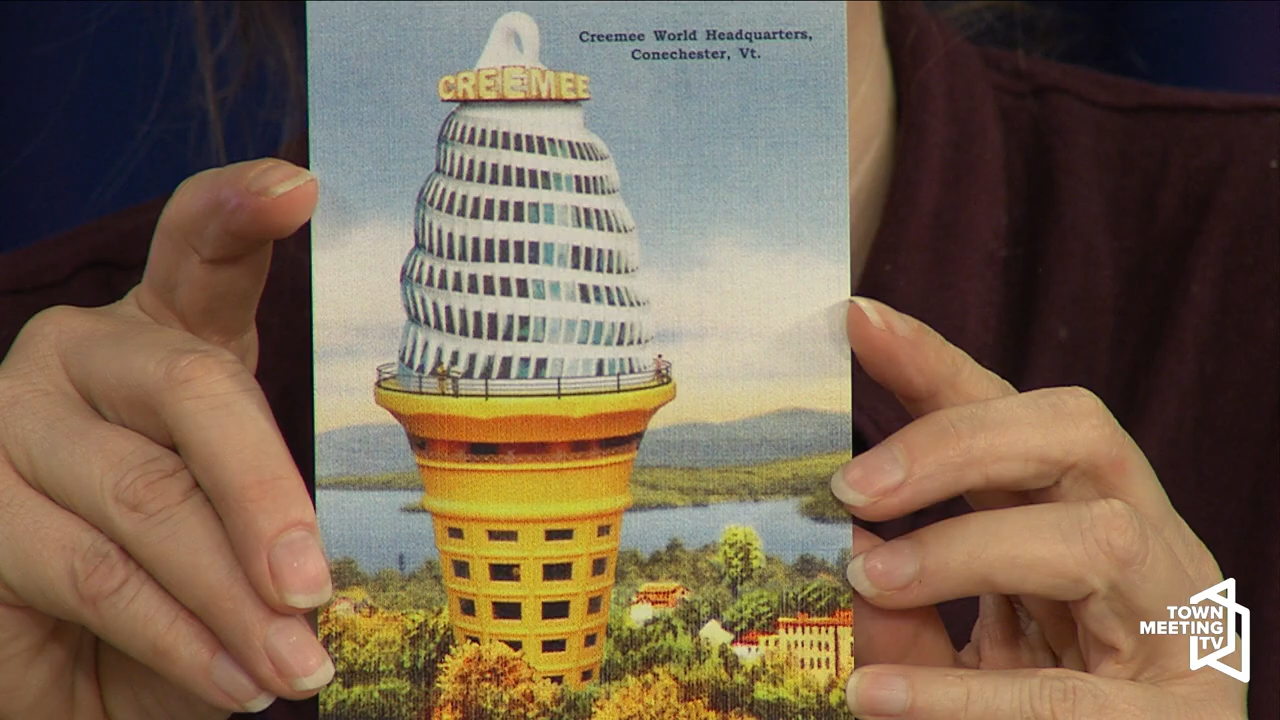 Creemee World Headquarters,
Conechester, Vt.
CREEMEE
TOWN
MEETING
TV